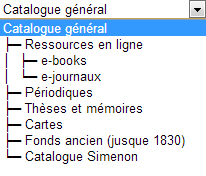 Catalogue général
Catalogue général
Ressources en ligne
e-books
e-journaux
Périodiques
Thèses et mémoires
Cartes
Fonds ancien (jusque 1830)
Catalogue Simenon